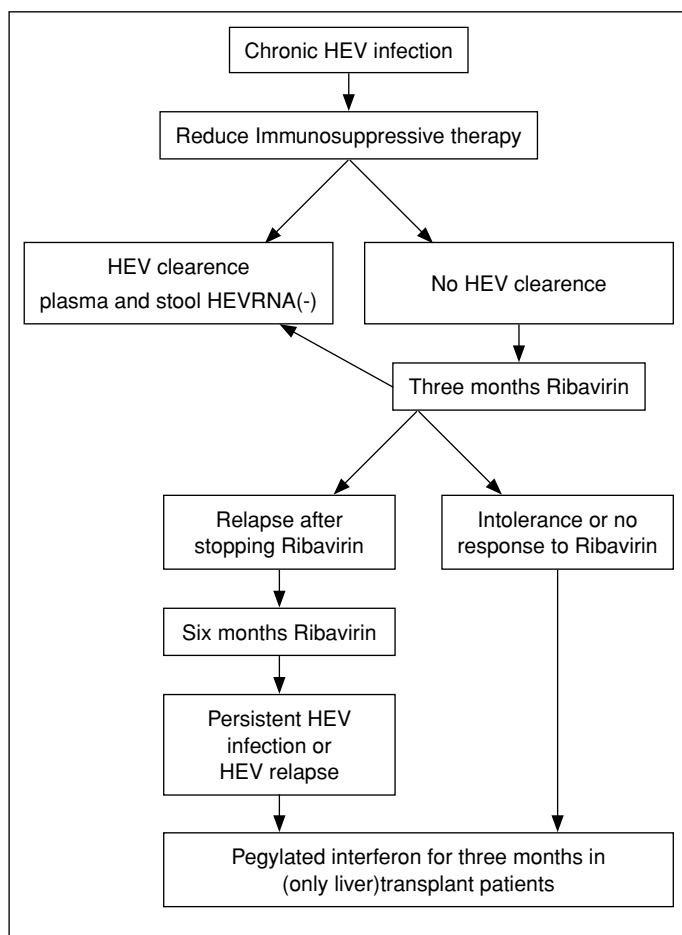 Chronic HEV infection
Reduce Immunosuppressive therapy
HEV clearence
plasma and stool HEVRNA(-)
No HEV clearence
Three months Ribavirin
Relapse after
stopping Ribavirin
Intolerance or no
response to Ribavirin
Six months Ribavirin
Persistent HEV
infection or
HEV relapse
Pegylated interferon for three months in
(only liver)transplant patients